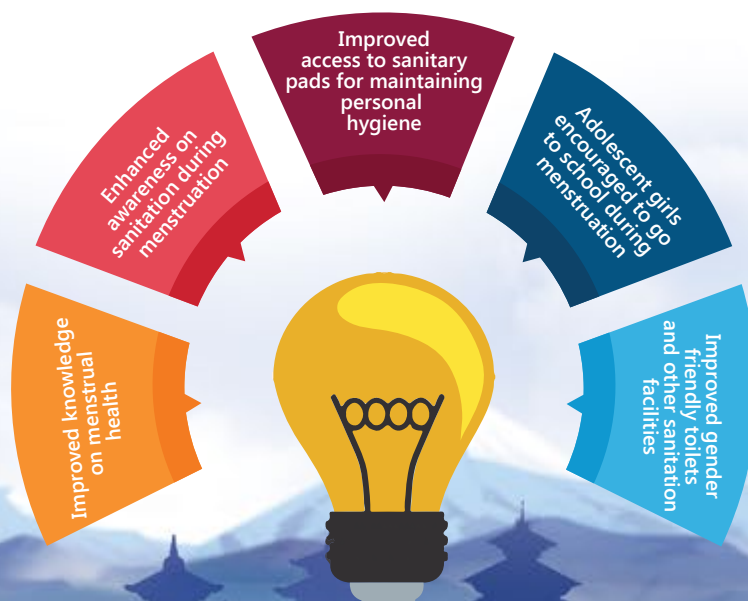 Improved knowledge
on menstrual
health
Enhanced
awareness on
sanitation during
menstruation
Improved
access to sanitary
pads for maintaining
personal
hygiene
Adolescent girls
encouraged to go
to school during
menstruation
Improved gender
friendly toilets
and other sanitation
facilities